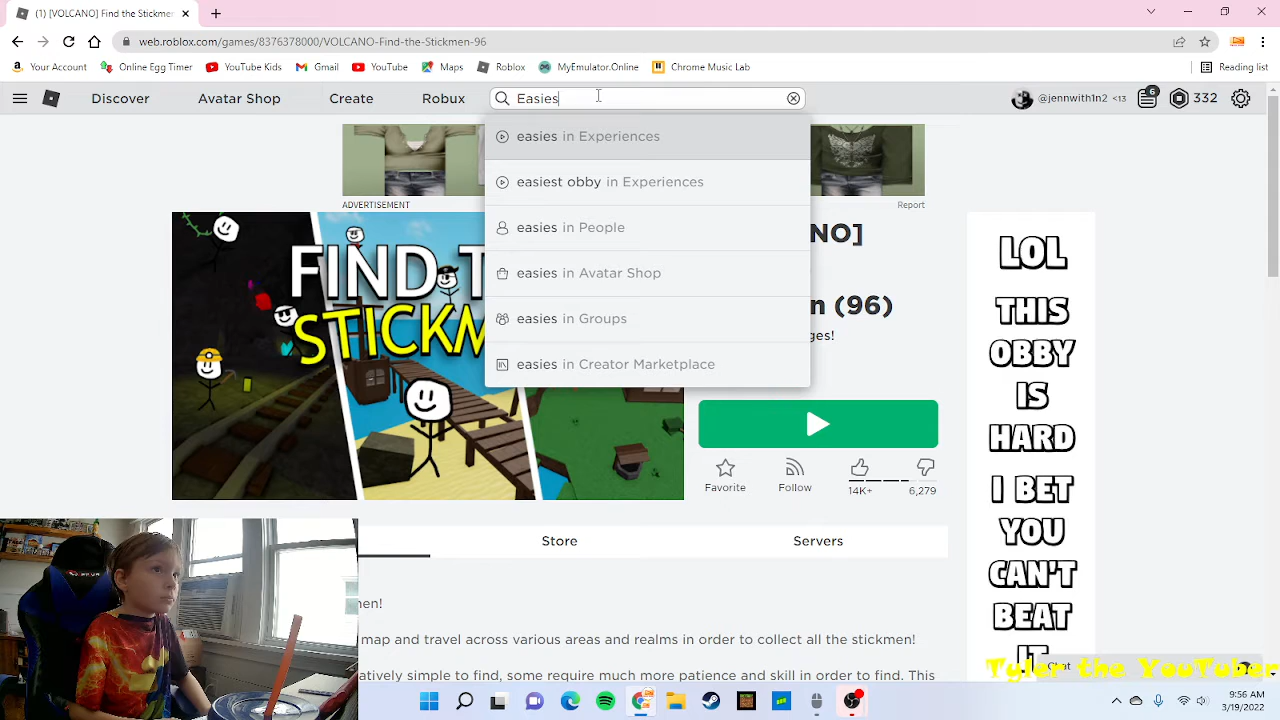 (1) [VOLCANO] Find the Stickmen
web.roblox.com/games/8376378000/VOLCANO-Find-the-Stickmen-96
Your Account
Online Egg Timer
YouTube Kids
Gmail
YouTube
Maps
Roblox
MyEmulator.Online
Chrome Music Lab
Reading list
Discover
Avatar Shop
Create
Robux
Easies
@jennwith1n2 <13
6
332
easies in Experiences
easiest obby in Experiences
easies in People
easies in Avatar Shop
easies in Groups
easies in Creator Marketplace
ADVERTISEMENT
Report
FIND T
STICKM
NO]
n (96)
ges!
Favorite
Follow
14K+
6,279
Store
Servers
men!
map and travel across various areas and realms in order to collect all the stickmen!
atively simple to find, some require much more patience and skill in order to find. This
LOL
THIS
OBBY
IS
HARD
I BET
YOU
CAN'T
BEAT
IT
Tyler the YouTuber
9:56 AM
3/19/2022